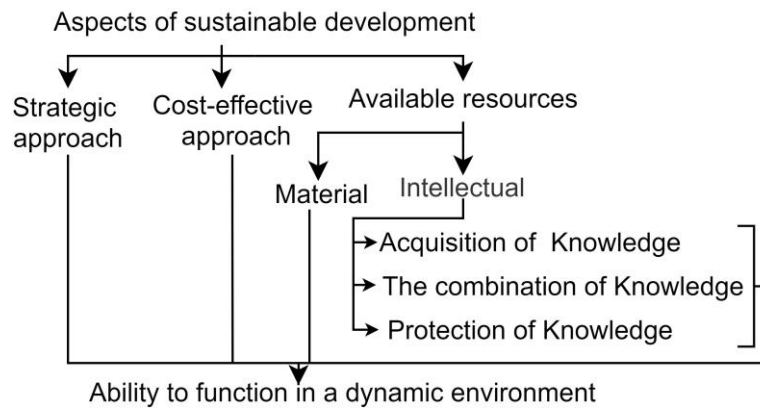 Aspects of sustainable development
Strategic
approach
Cost-effective
approach
Available resources
Material
Intellectual
Acquisition of Knowledge
The combination of Knowledge
Protection of Knowledge
Ability to function in a dynamic environment